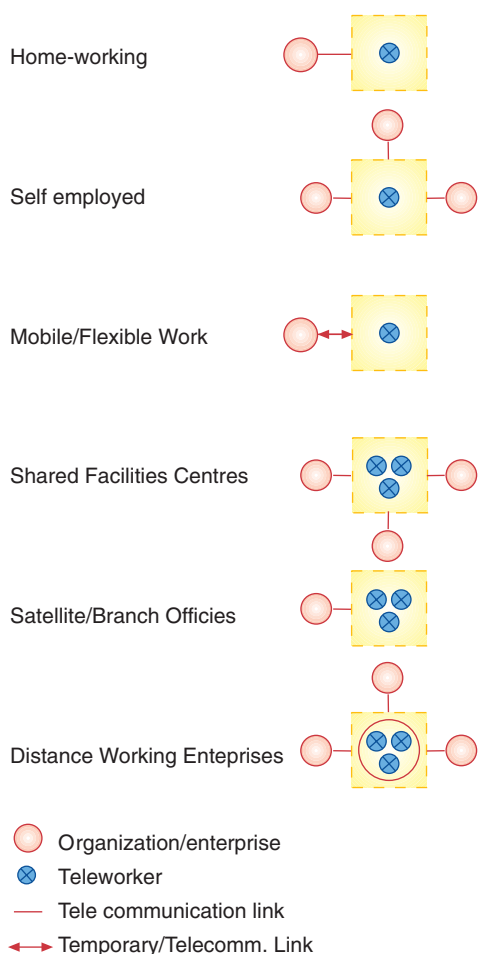 Home-working
Self employed
Mobile/Flexible Work
Shared Facilities Centres
Satellite/Branch Officies
Distance Working Enteprises
Organization/enterprise
Teleworker
Tele communication link
Temporary/Telecomm. Link